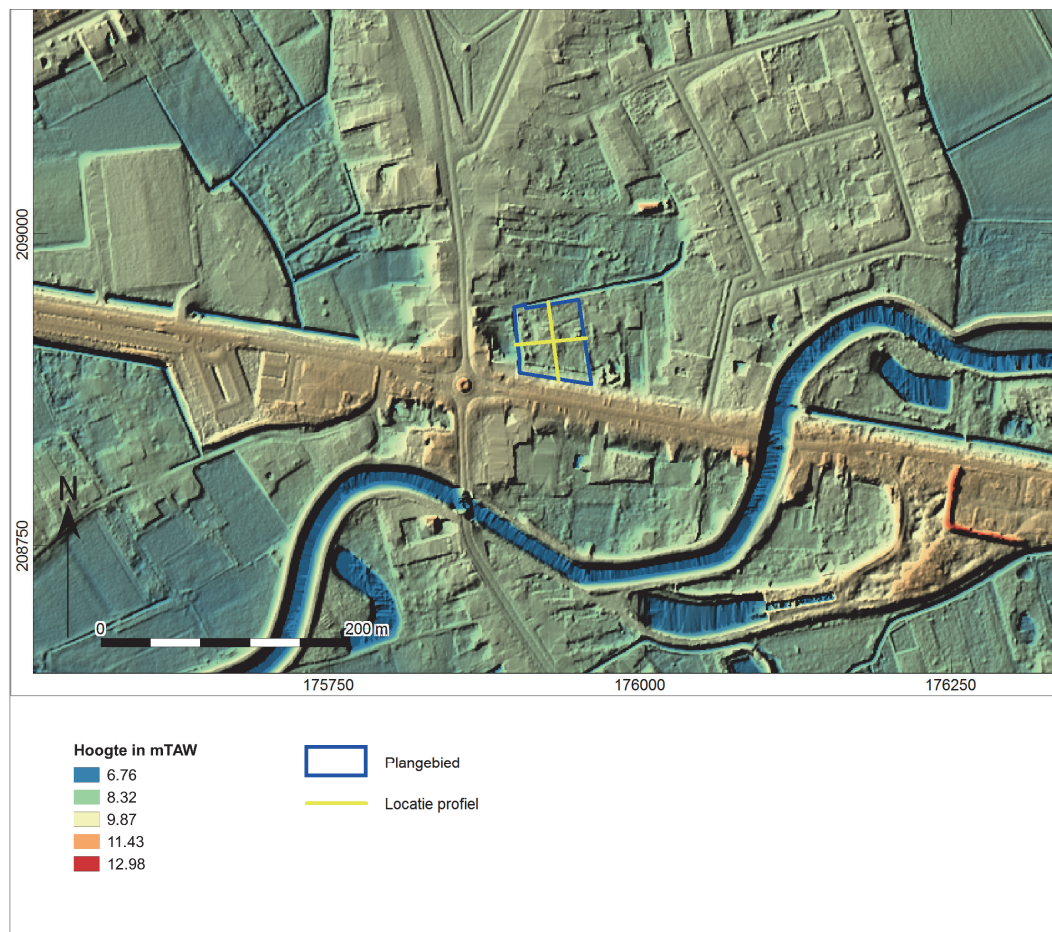 209000
208750
N
0 200 m
175750 176000 176250
Hoogte in mTAW
6.76
8.32
9.87
11.43
12.98
Plangebied
Locatie profiel